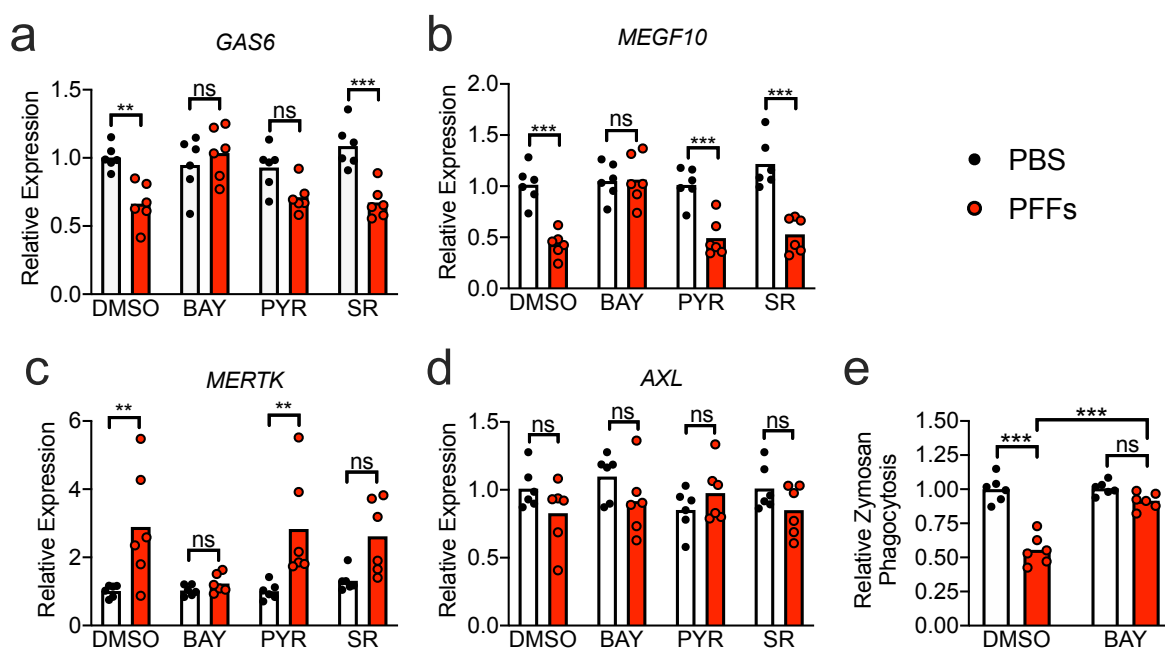 a
GAS6
Relative Expression
1.5
1.0
0.5
0.0
**
ns
ns
***
DMSO BAY PYR SR
b
MEGF10
Relative Expression
2.0
1.5
1.0
0.5
0.0
***
ns
***
***
DMSO BAY PYR SR
PBS
PFFs
c
MERTK
Relative Expression
6
4
2
0
**
ns
**
ns
DMSO BAY PYR SR
d
AXL
Relative Expression
1.5
1.0
0.5
0.0
ns
ns
ns
ns
DMSO BAY PYR SR
e
Relative Zymosan
Phagocytosis
1.50
1.25
1.00
0.75
0.50
0.25
0.00
***
***
ns
DMSO BAY